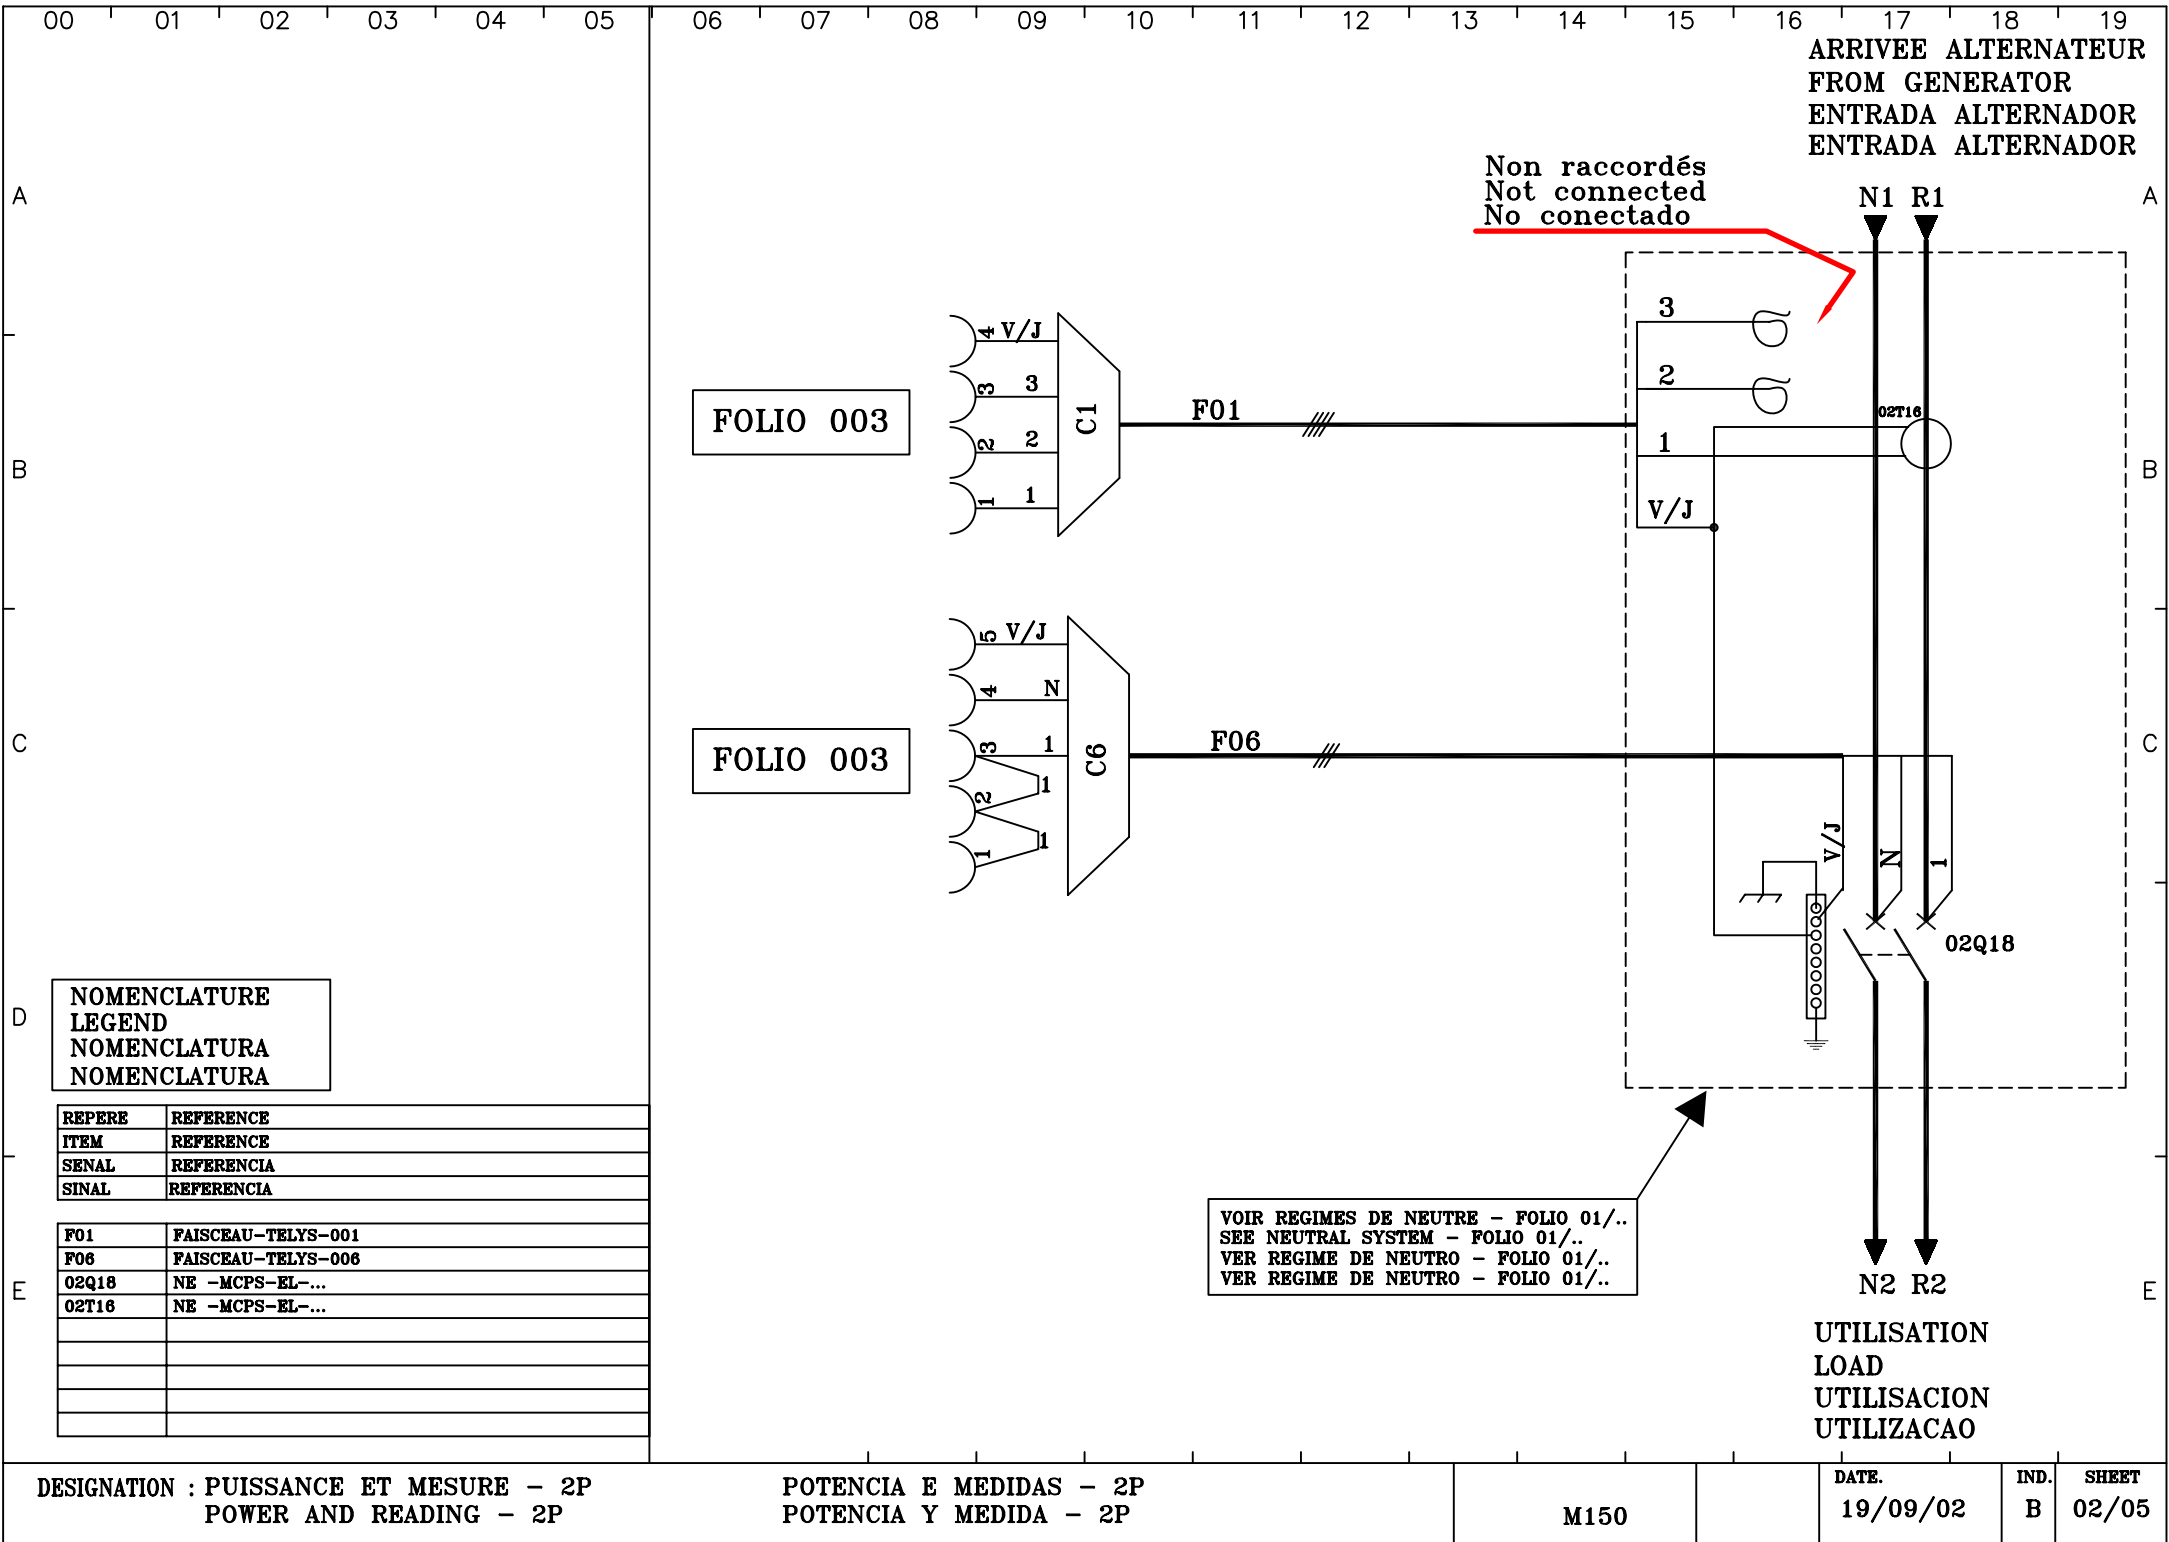 00 01 02 03 04 05 06 07 08 09 10 11 12 13 14 15 16 17 18 19
ARRIVEE ALTERNATEUR
FROM GENERATOR
ENTRADA ALTERNADOR
ENTRADA ALTERNADOR
Non raccordés
Not connected
No conectado
A
N1 R1
A
3
4 V/J
3 3
2
FOLIO 003
C1
F01
02T16
2 2
1
B
B
1 1
V/J
5 V/J
4 N
3 1
C
FOLIO 003
C6
F06
C
1
2
1
1
V/J
N
1
02Q18
NOMENCLATURE
LEGEND
NOMENCLATURA
NOMENCLATURA
D
D
REPERE REFERENCE
ITEM REFERENCE
SENAL REFERENCIA
SINAL REFERENCIA
F01 FAISCEAU-TELYS-001
F06 FAISCEAU-TELYS-006
02Q18 NE -MCPS-EL-...
02T16 NE -MCPS-EL-...
VOIR REGIMES DE NEUTRE - FOLIO 01/..
SEE NEUTRAL SYSTEM - FOLIO 01/..
VER REGIME DE NEUTRO - FOLIO 01/..
VER REGIME DE NEUTRO - FOLIO 01/..
E
E
N2 R2
UTILISATION
LOAD
UTILISACION
UTILIZACAO
DESIGNATION : PUISSANCE ET MESURE - 2P
POWER AND READING - 2P
POTENCIA E MEDIDAS - 2P
POTENCIA Y MEDIDA - 2P
M150
DATE.
19/09/02
IND.
B
SHEET
02/05